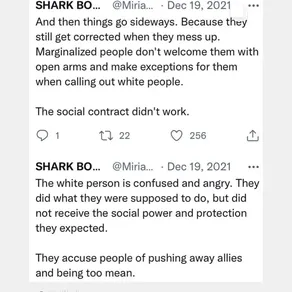 SHARK BO... @Miria... · Dec 19, 2021 ...
And then things go sideways. Because they
still get corrected when they mess up.
Marginalized people don't welcome them with
open arms and make exceptions for them
when calling out white people.
The social contract didn't work.
1 22 256
SHARK BO... @Miria... · Dec 19, 2021 ...
The white person is confused and angry. They
did what they were supposed to do, but did
not receive the social power and protection
they expected.
They accuse people of pushing away allies
and being too mean.